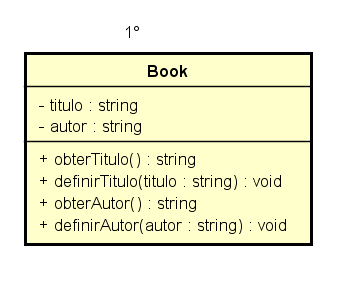 1°
Book
- titulo : string
- autor : string
+ obterTitulo() : string
+ definirTitulo(titulo : string) : void
+ obterAutor() : string
+ definirAutor(autor : string) : void